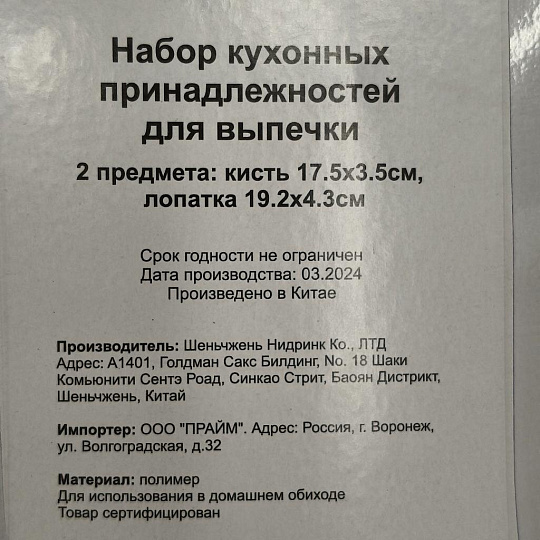 Набор кухонных
принадлежностей
для выпечки
2 предмета: кисть 17.5х3.5см,
лопатка 19.2х4.3см
Срок годности не ограничен
Дата производства: 03.2024
Произведено в Китае
Производитель: Шеньчжень Нидринк Ко., ЛТД
Адрес: А1401, Голдман Сакс Билдинг, No. 18 Шаки
Комьюнити Сентэ Роад, Синкао Стрит, Баоян Дистрикт,
Шеньчжень, Китай
Импортер: ООО "ПРАЙМ". Адрес: Россия, г. Воронеж,
ул. Волгоградская, д.32
Материал: полимер
Для использования в домашнем обиходе
Товар сертифицирован